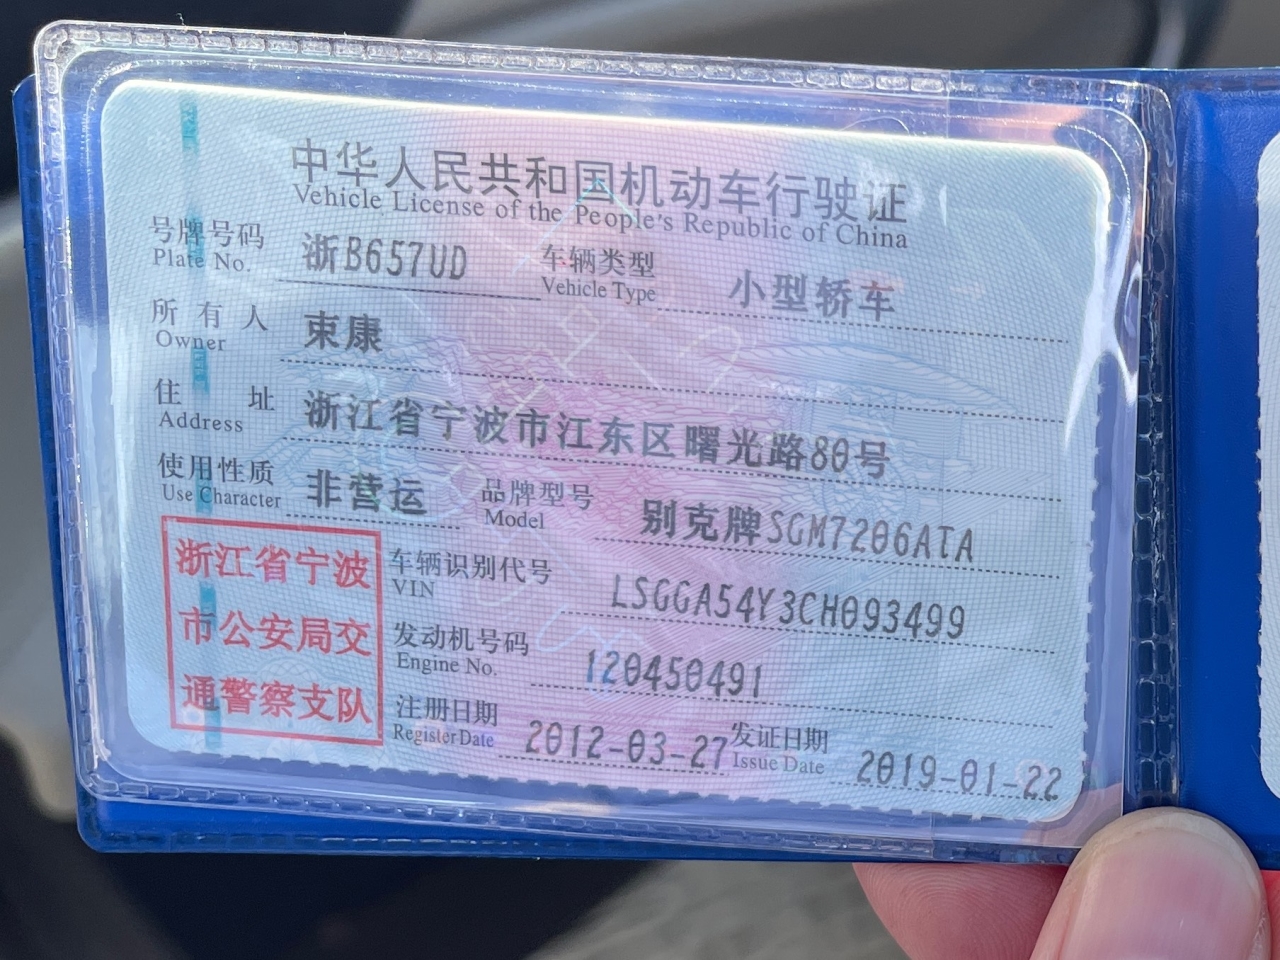 中华人民共和国机动车行驶证
Vehicle License of the People's Republic of China
号牌号码 浙B657UD 车辆类型 小型轿车
Plate No. Vehicle Type
所有人 束康
Owner
住址 浙江省宁波市江东区曙光路80号
Address
使用性质 非营运 品牌型号 别克牌SGM7206ATA
Use Character Model
浙江省宁波
市公安局交
通警察支队
车辆识别代号 LSGGA54Y3CH093499
VIN
发动机号码 120450491
Engine No.
注册日期 2012-03-27 发证日期 2019-01-22
Register Date Issue Date